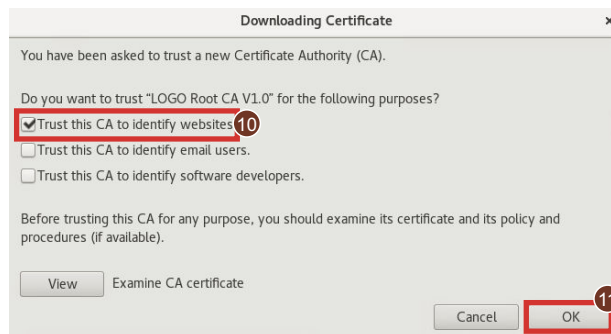 Downloading Certificate ×
You have been asked to trust a new Certificate Authority (CA).
Do you want to trust “LOGO Root CA V1.0” for the following purposes?
Trust this CA to identify websites. 10
Trust this CA to identify email users.
Trust this CA to identify software developers.
Before trusting this CA for any purpose, you should examine its certificate and its policy and
procedures (if available).
View Examine CA certificate
11
Cancel OK